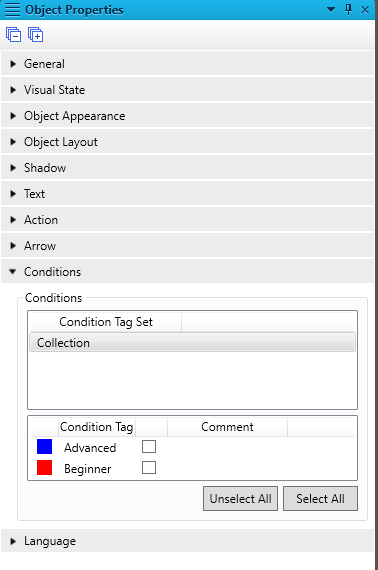 Object Properties
General
Visual State
Object Appearance
Object Layout
Shadow
Text
Action
Arrow
Conditions
Conditions
Condition Tag Set
Collection
Condition Tag Comment
Advanced
Beginner
Unselect All Select All
Language